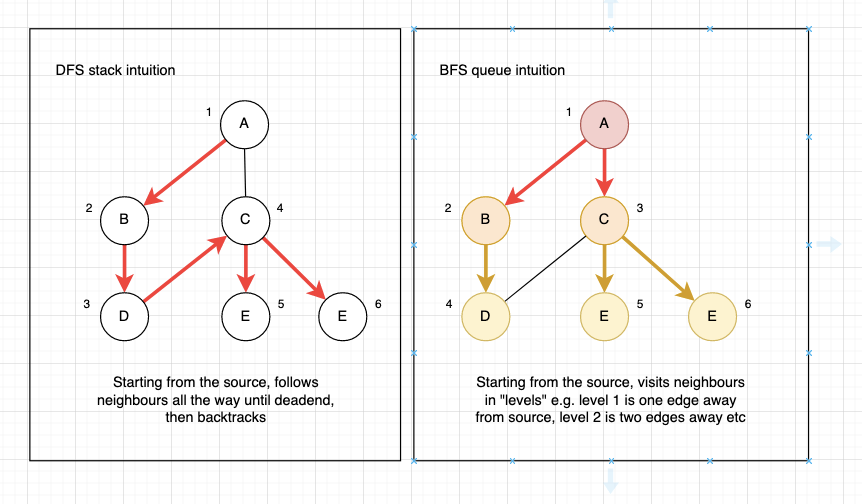 DFS stack intuition
1
A
2
B
C
4
3
D
E
5
E
6
Starting from the source, follows
neighbours all the way until deadend,
then backtracks
BFS queue intuition
1
A
2
B
C
3
4
D
E
5
E
6
Starting from the source, visits neighbours
in "levels" e.g. level 1 is one edge away
from source, level 2 is two edges away etc